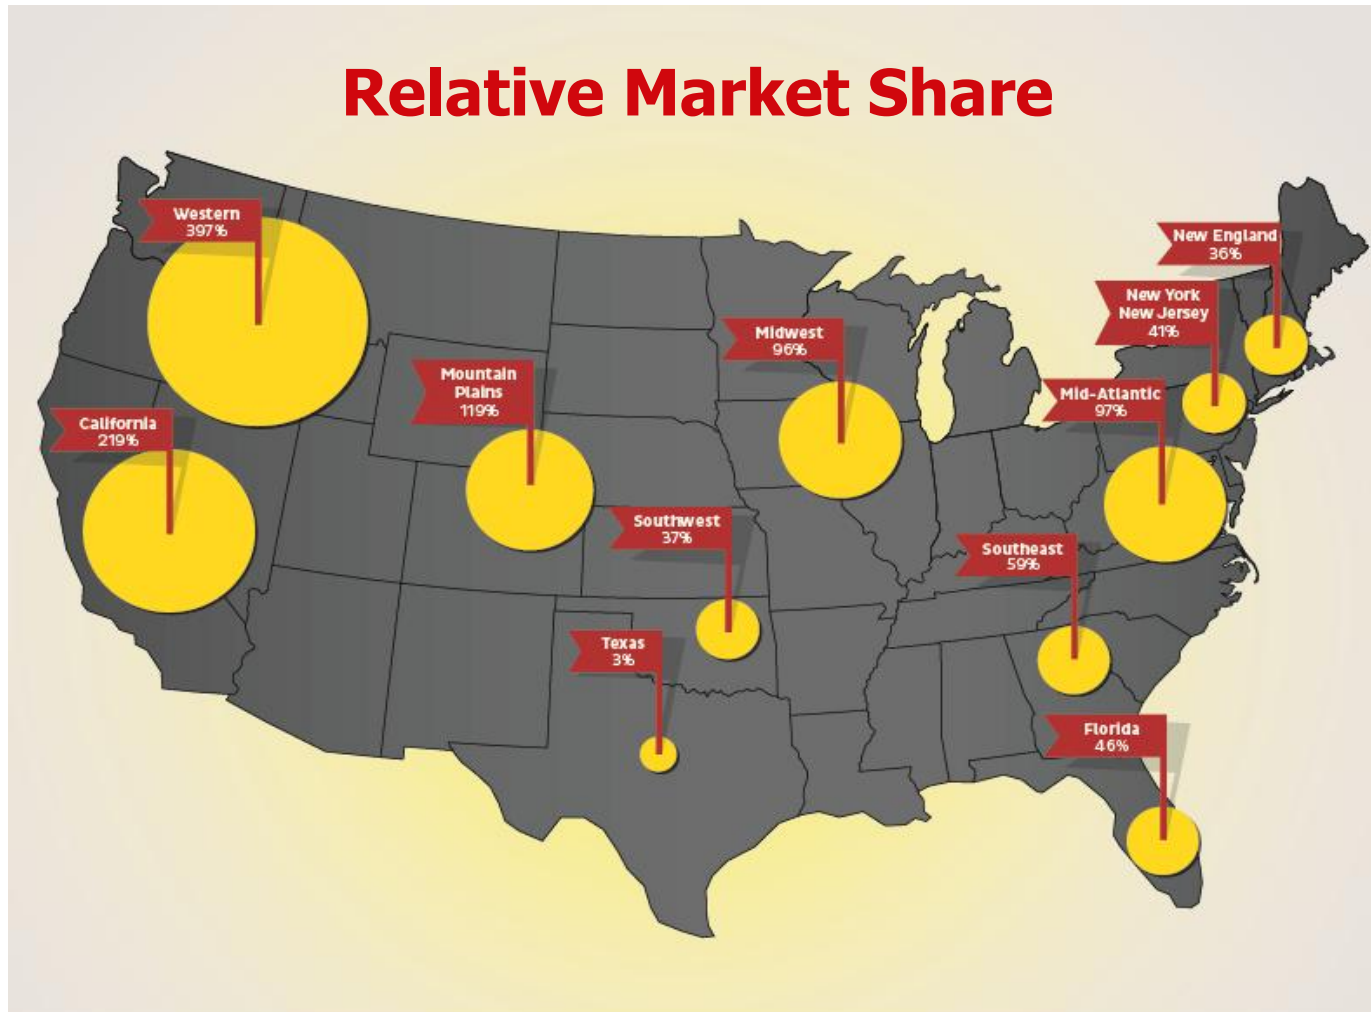 Relative Market Share
Western
397%
New England
36%
New York
New Jersey
41%
Midwest
96%
Mountain
Plains
119%
Mid-Atlantic
97%
California
219%
Southwest
37%
Southeast
59%
Texas
3%
Florida
46%